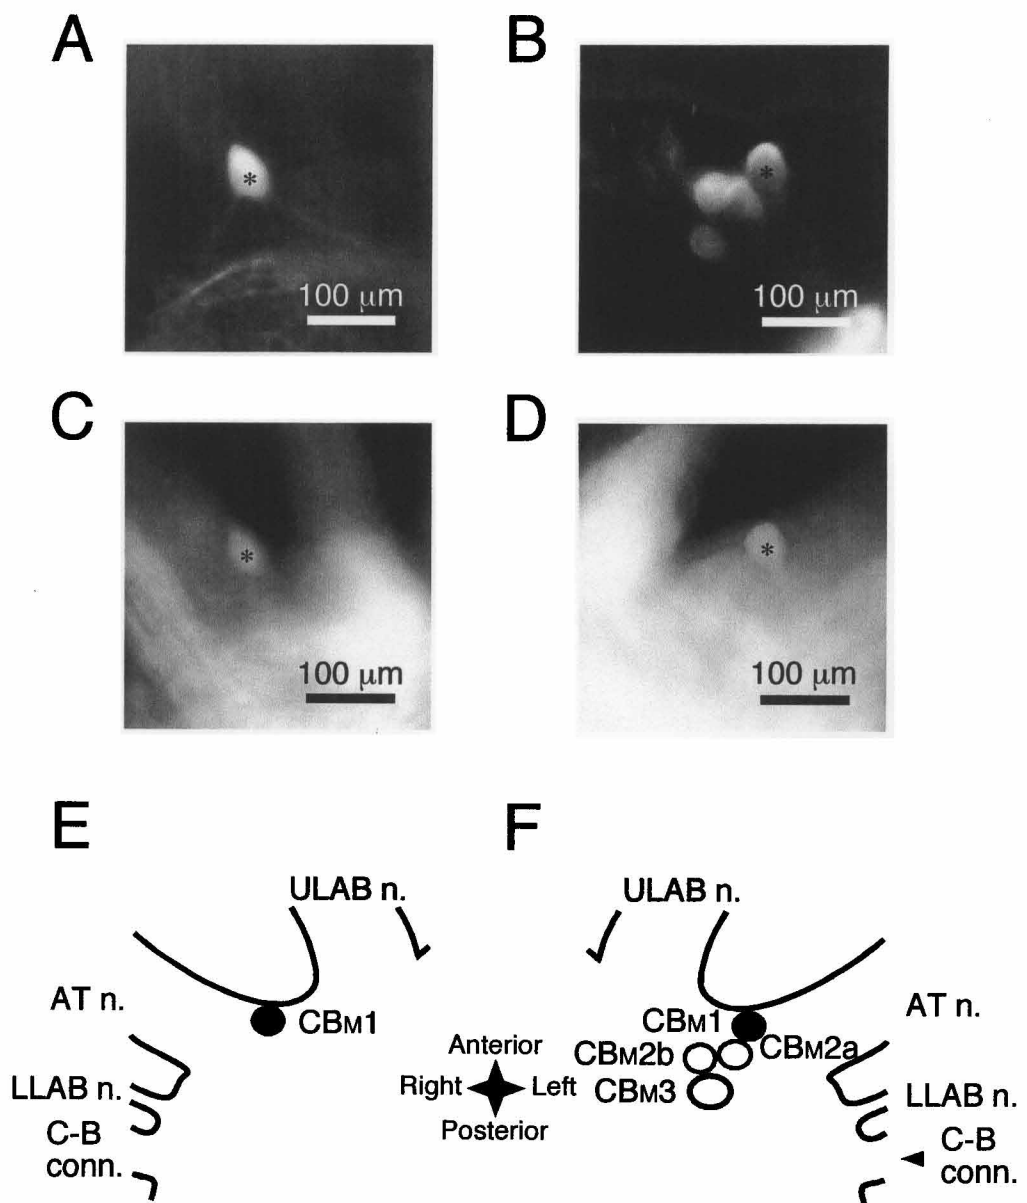 A
B
*
*
100 μm
100 μm
C
D
*
*
100 μm
100 μm
E
F
ULAB n.
ULAB n.
AT n.
CBM1
CBM1
AT n.
Anterior
CBM2b
CBM2a
LLAB n.
Right
Left
CBM3
LLAB n.
Posterior
C-B
conn.
C-B
conn.